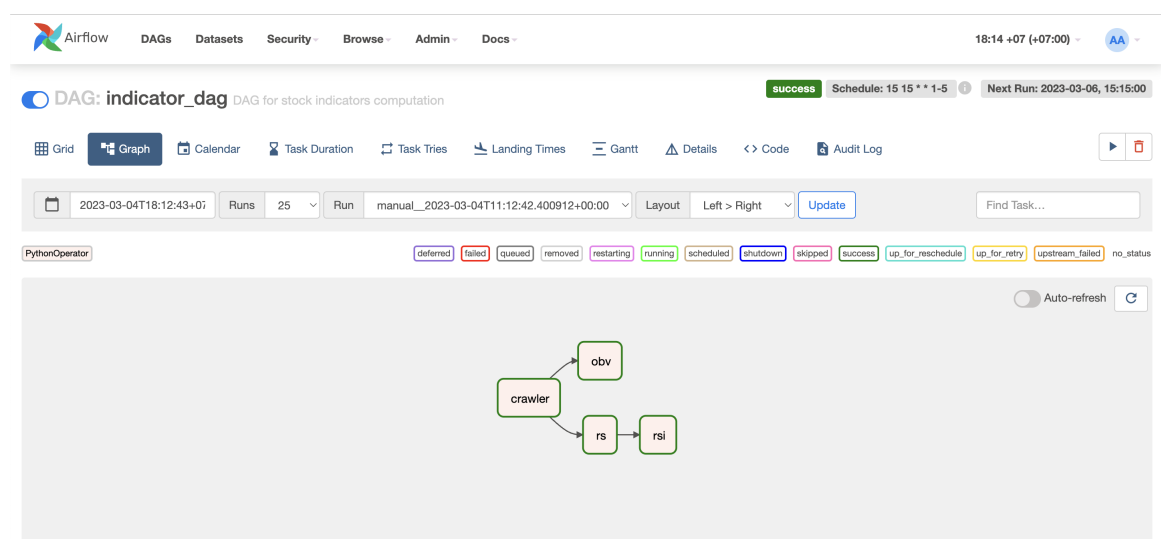 Airflow DAGs Datasets Security Browse Admin Docs 18:14 +07 (+07:00) AA
DAG: indicator_dag DAG for stock indicators computation success Schedule: 15 15 * * 1-5 i Next Run: 2023-03-06, 15:15:00
Grid Graph Calendar Task Duration Task Tries Landing Times Gantt Details <> Code Audit Log
2023-03-04T18:12:43+07 Runs 25 Run manual__2023-03-04T11:12:42.400912+00:00 Layout Left > Right Update Find Task...
PythonOperator deferred failed queued removed restarting running scheduled shutdown skipped success up_for_reschedule up_for_retry upstream_failed no_status
Auto-refresh
obv
crawler
rs rsi